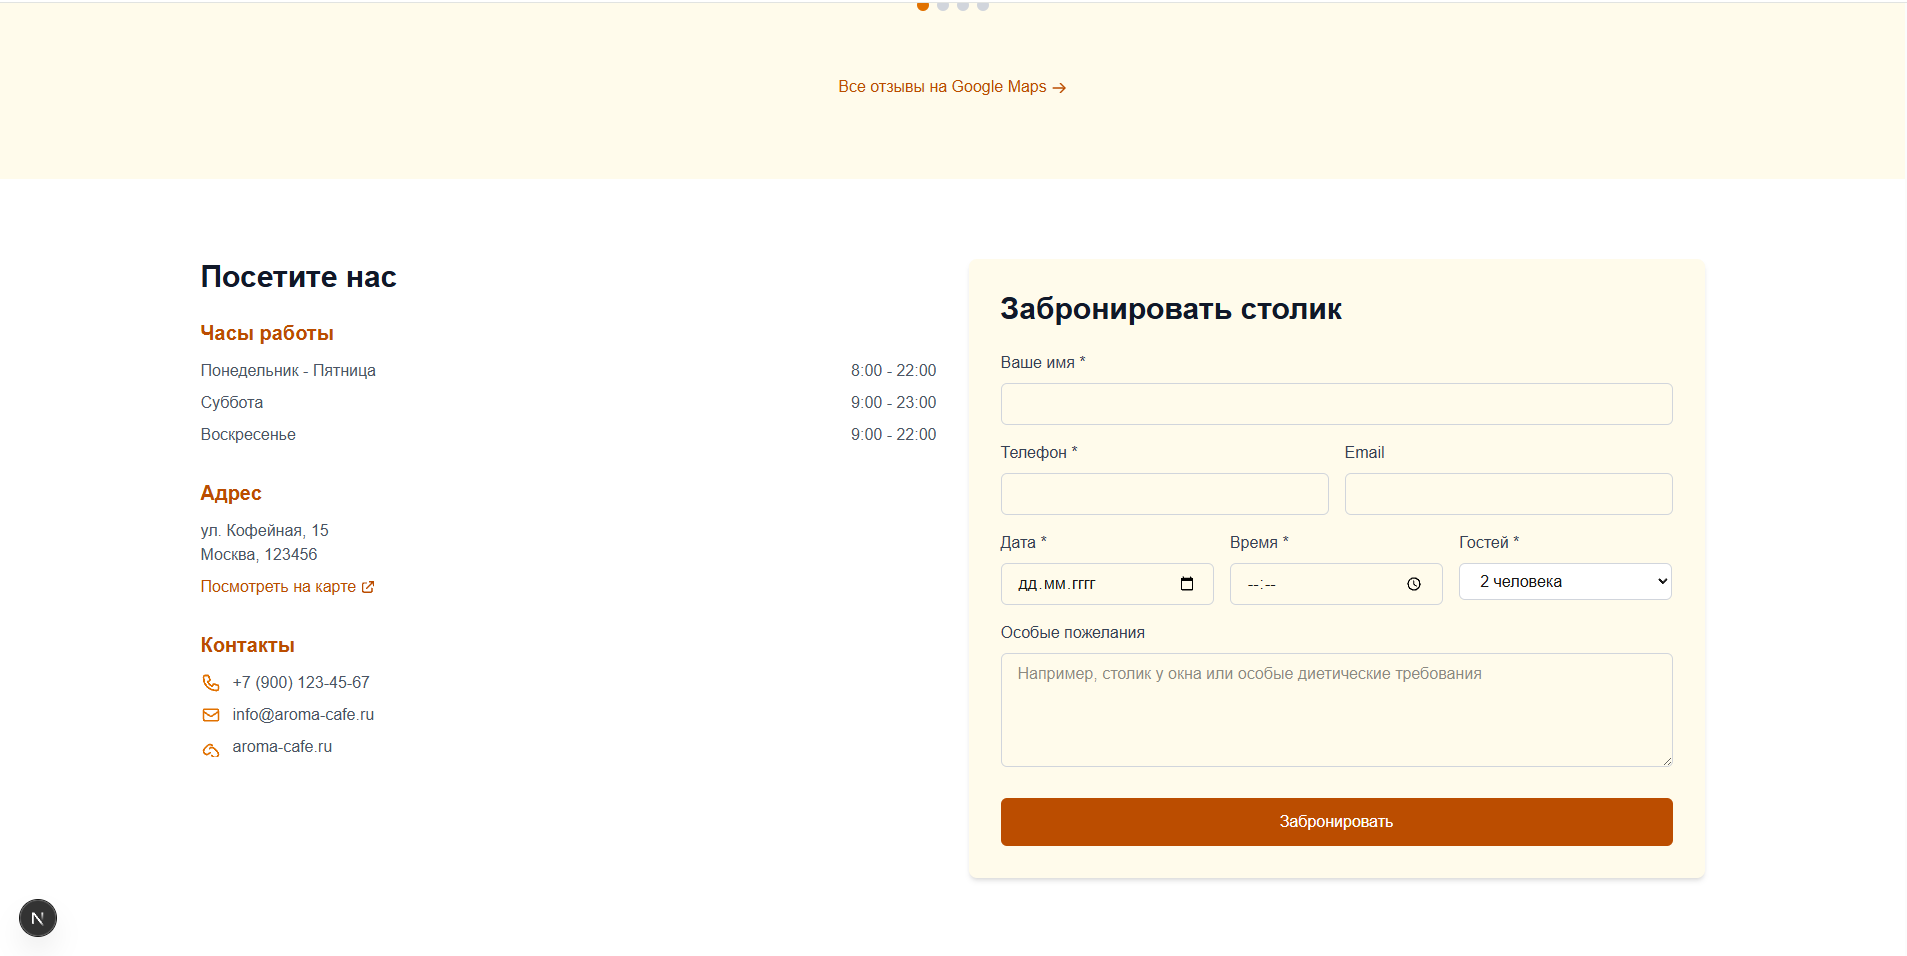 Все отзывы на Google Maps →
Посетите нас
Часы работы
Понедельник - Пятница 8:00 - 22:00
Суббота 9:00 - 23:00
Воскресенье 9:00 - 22:00
Адрес
ул. Кофейная, 15
Москва, 123456
Посмотреть на карте
Контакты
+7 (900) 123-45-67
info@aroma-cafe.ru
aroma-cafe.ru
Забронировать столик
Ваше имя *
Телефон * Email
Дата * Время * Гостей *
дд.мм.гггг --:-- 2 человека
Особые пожелания
Например, столик у окна или особые диетические требования
Забронировать
N